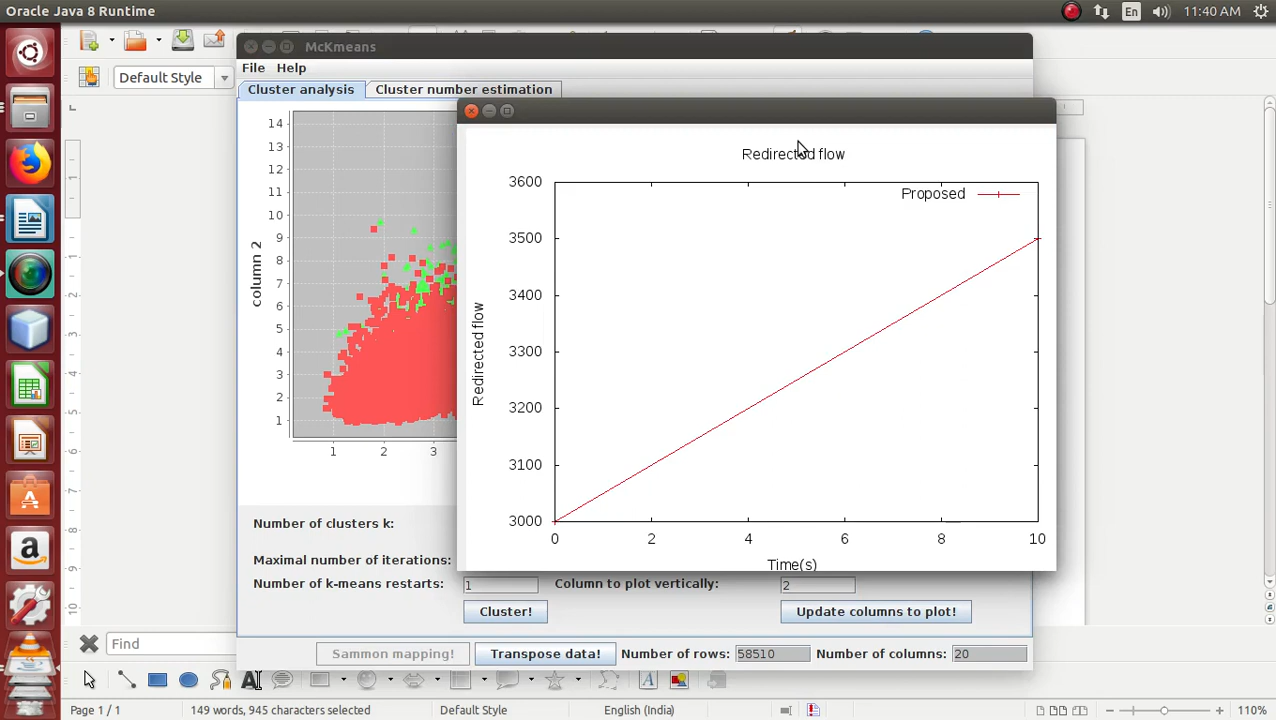 Oracle Java 8 Runtime
En
11:40 AM
Default Style
McKmeans
File Help
Cluster analysis
Cluster number estimation
14
13
12
11
10
9
8
7
6
5
4
3
2
1
column 2
1 2 3
Redirected flow
Proposed
3600
3500
3400
3300
3200
3100
3000
Redirected flow
0 2 4 6 8 10
Time(s)
Number of clusters k:
Maximal number of iterations:
Number of k-means restarts: 1
Column to plot vertically: 2
Cluster!
Update columns to plot!
Sammon mapping!
Transpose data!
Number of rows: 58510
Number of columns: 20
Find
Page 1 / 1
149 words, 945 characters selected
Default Style
English (India)
110%